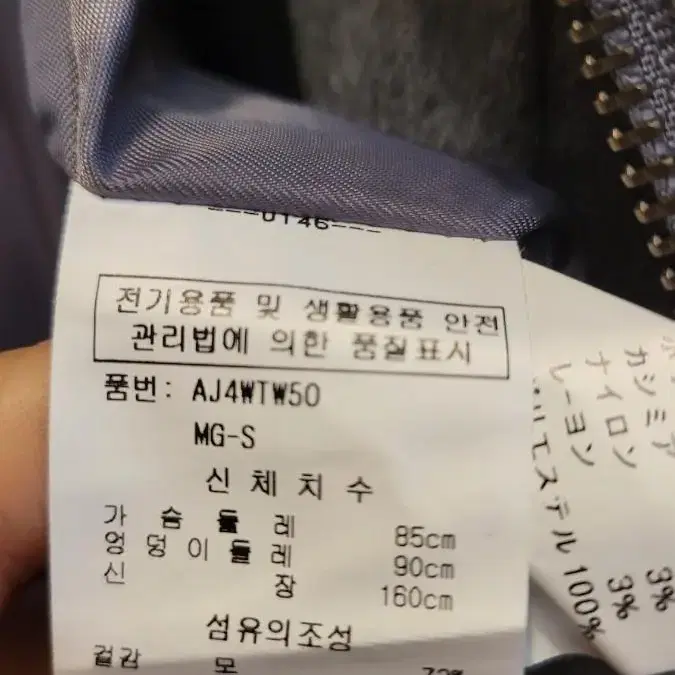 전기용품 및 생활용품 안전
관리법에 의한 품질표시
품번: AJ4WTW50
MG-S
신 체 치 수
가 슴 둘 레 85cm
엉 덩 이 둘 레 90cm
신 장 160cm
섬유의조성
겉감 모
カシミア 3%
ナイロン 3%
レーヨン
ポリエステル 100%